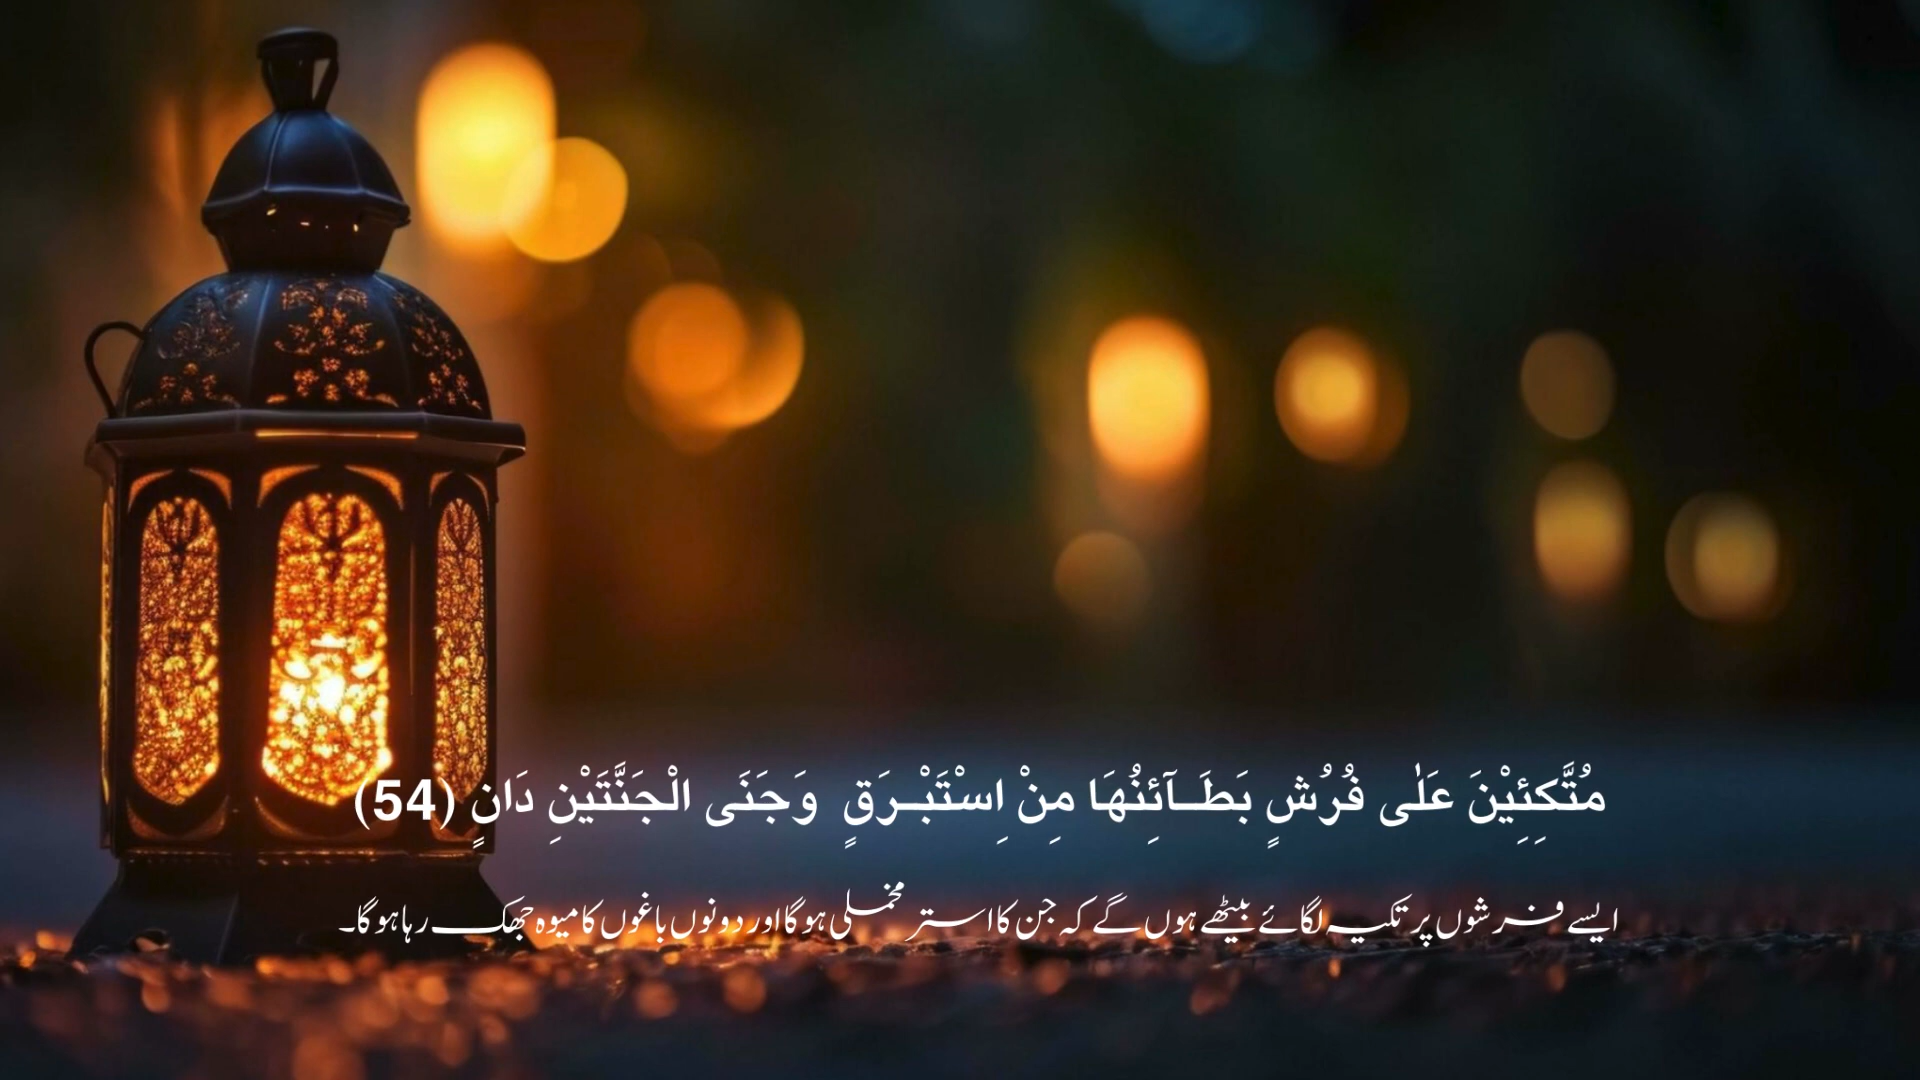 مُتَّكِئِيْنَ عَلٰى فُرُشٍ بَطَـآئِنُهَا مِنْ اِسْتَبْـرَقٍ وَجَنَى الْجَنَّتَيْنِ دَانٍ (54)
ایسے فرشوں پر تکیہ لگائے بیٹھے ہوں گے کہ جن کا استر مخملی ہوگا اور دونوں باغوں کا میوہ جھک رہا ہوگا۔